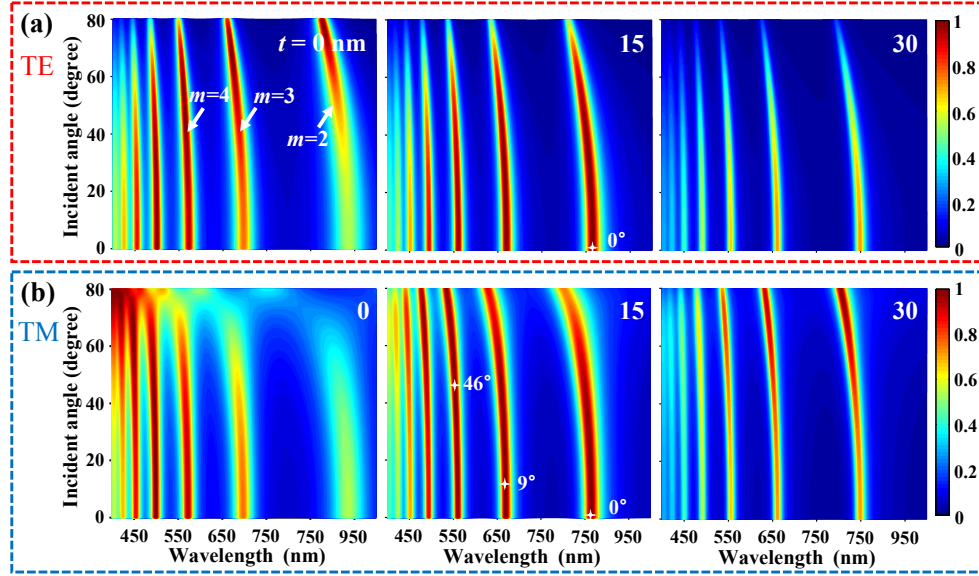 (a)
TE
Incident angle (degree)
80
60
40
20
0
t = 0 nm
m=4
m=3
m=2
15
0°
30
1
0.8
0.6
0.4
0.2
0
(b)
TM
Incident angle (degree)
80
60
40
20
0
0
15
46°
9°
0°
30
1
0.8
0.6
0.4
0.2
0
450 550 650 750 850 950
450 550 650 750 850 950
450 550 650 750 850 950
Wavelength (nm)
Wavelength (nm)
Wavelength (nm)